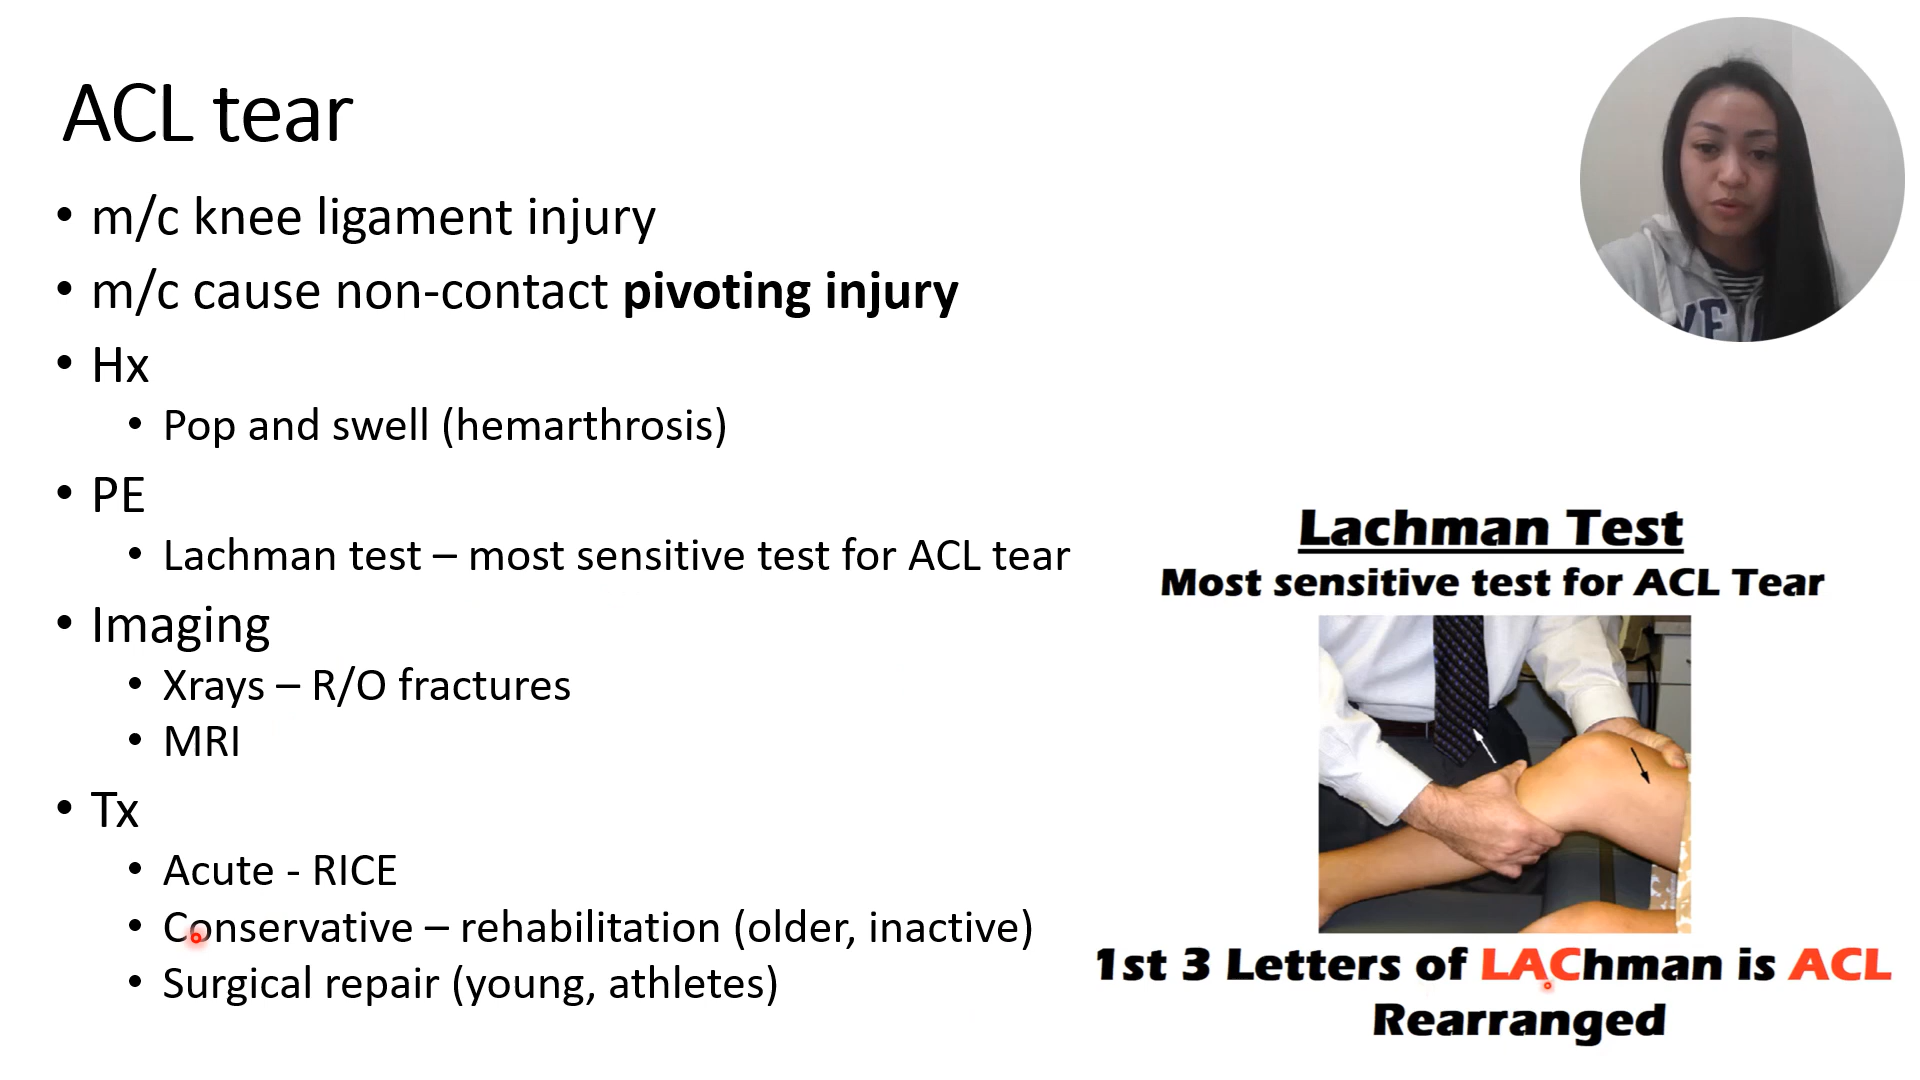 ACL tear
• m/c knee ligament injury
• m/c cause non-contact pivoting injury
• Hx
• Pop and swell (hemarthrosis)
• PE
• Lachman test – most sensitive test for ACL tear
• Imaging
• Xrays – R/O fractures
• MRI
• Tx
• Acute - RICE
• Conservative – rehabilitation (older, inactive)
• Surgical repair (young, athletes)
Lachman Test
Most sensitive test for ACL Tear
1st 3 Letters of LAChman is ACL
Rearranged